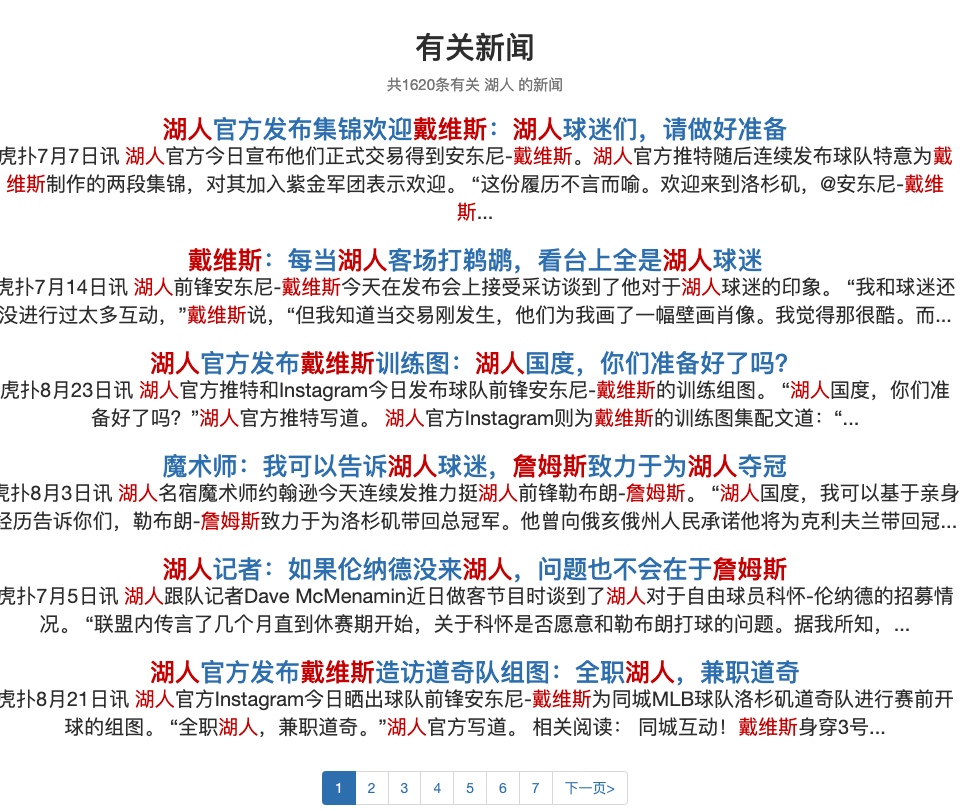 有关新闻
共1620条有关 湖人 的新闻
湖人官方发布集锦欢迎戴维斯：湖人球迷们，请做好准备
虎扑7月7日讯 湖人官方今日宣布他们正式交易得到安东尼-戴维斯。湖人官方推特随后连续发布球队特意为戴
维斯制作的两段集锦，对其加入紫金军团表示欢迎。 “这份履历不言而喻。欢迎来到洛杉矶，@安东尼-戴维
斯...
戴维斯：每当湖人客场打鹈鹕，看台上全是湖人球迷
虎扑7月14日讯 湖人前锋安东尼-戴维斯今天在发布会上接受采访谈到了他对于湖人球迷的印象。 “我和球迷还
没进行过太多互动，”戴维斯说，“但我知道当交易刚发生，他们为我画了一幅壁画肖像。我觉得那很酷。而...
湖人官方发布戴维斯训练图：湖人国度，你们准备好了吗？
虎扑8月23日讯 湖人官方推特和Instagram今日发布球队前锋安东尼-戴维斯的训练组图。 “湖人国度，你们准
备好了吗？”湖人官方推特写道。 湖人官方Instagram则为戴维斯的训练图集配文道：“...
魔术师：我可以告诉湖人球迷，詹姆斯致力于为湖人夺冠
虎扑8月3日讯 湖人名宿魔术师约翰逊今天连续发推力挺湖人前锋勒布朗-詹姆斯。 “湖人国度，我可以基于亲身
经历告诉你们，勒布朗-詹姆斯致力于为洛杉矶带回总冠军。他曾向俄亥俄州人民承诺他将为克利夫兰带回冠...
湖人记者：如果伦纳德没来湖人，问题也不会在于詹姆斯
虎扑7月5日讯 湖人跟队记者Dave McMenamin近日做客节目时谈到了湖人对于自由球员科怀-伦纳德的招募情
况。 “联盟内传言了几个月直到休赛期开始，关于科怀是否愿意和勒布朗打球的问题。据我所知，...
湖人官方发布戴维斯造访道奇队组图：全职湖人，兼职道奇
虎扑8月21日讯 湖人官方Instagram今日晒出球队前锋安东尼-戴维斯为同城MLB球队洛杉矶道奇队进行赛前开
球的组图。 “全职湖人，兼职道奇。”湖人官方写道。 相关阅读： 同城互动！戴维斯身穿3号...
1 2 3 4 5 6 7 下一页>